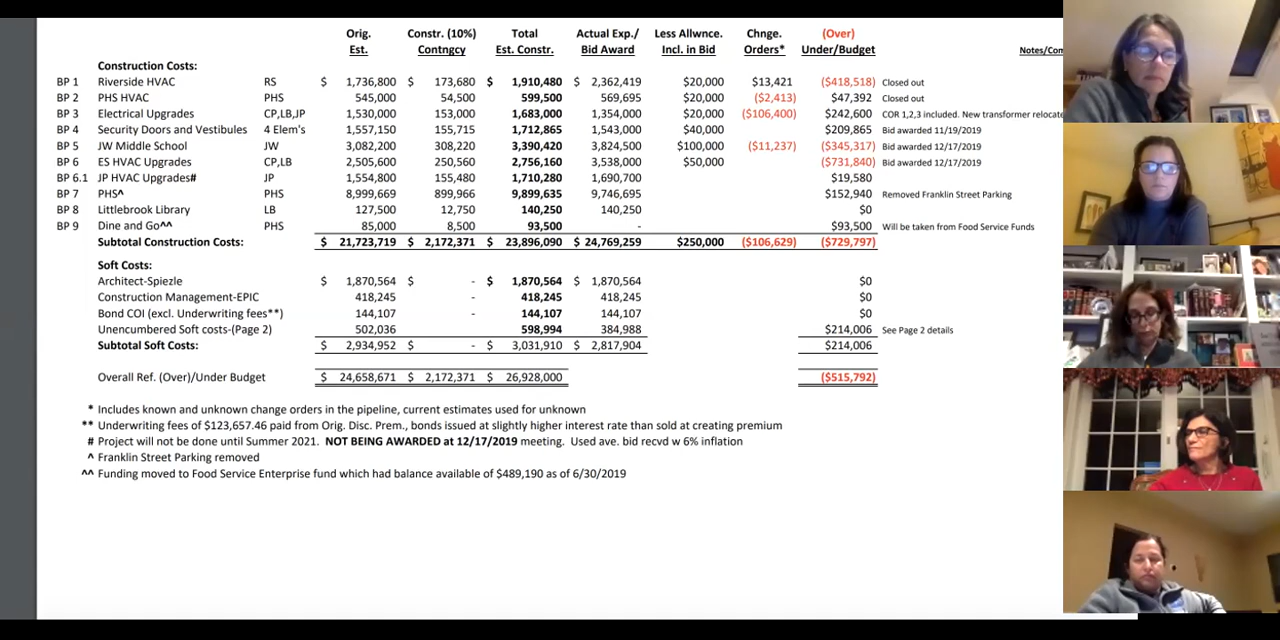 Orig. Constr. (10%) Total Actual Exp./ Less Allwnce. Chnge. (Over)
Est. Contngcy Est. Constr. Bid Award Incl. in Bid Orders* Under/Budget Notes/Com
Construction Costs:
BP 1 Riverside HVAC RS $ 1,736,800 $ 173,680 $ 1,910,480 $ 2,362,419 $20,000 $13,421 ($418,518) Closed out
BP 2 PHS HVAC PHS 545,000 54,500 599,500 569,695 $20,000 ($2,413) $47,392 Closed out
BP 3 Electrical Upgrades CP,LB,JP 1,530,000 153,000 1,683,000 1,354,000 $20,000 ($106,400) $242,600 COR 1,2,3 included. New transformer relocate
BP 4 Security Doors and Vestibules 4 Elem's 1,557,150 155,715 1,712,865 1,543,000 $40,000 $209,865 Bid awarded 11/19/2019
BP 5 JW Middle School JW 3,082,200 308,220 3,390,420 3,824,500 $100,000 ($11,237) ($345,317) Bid awarded 12/17/2019
BP 6 ES HVAC Upgrades CP,LB 2,505,600 250,560 2,756,160 3,538,000 $50,000 ($731,840) Bid awarded 12/17/2019
BP 6.1 JP HVAC Upgrades# JP 1,554,800 155,480 1,710,280 1,690,700 $19,580
BP 7 PHS^ PHS 8,999,669 899,966 9,899,635 9,746,695 $152,940 Removed Franklin Street Parking
BP 8 Littlebrook Library LB 127,500 12,750 140,250 140,250 $0
BP 9 Dine and Go^^ PHS 85,000 8,500 93,500 - $93,500 Will be taken from Food Service Funds
Subtotal Construction Costs: $ 21,723,719 $ 2,172,371 $ 23,896,090 $ 24,769,259 $250,000 ($106,629) ($729,797)
Soft Costs:
Architect-Spiezle $ 1,870,564 $ - $ 1,870,564 $ 1,870,564 $0
Construction Management-EPIC 418,245 - 418,245 418,245 $0
Bond COI (excl. Underwriting fees**) 144,107 - 144,107 144,107 $0
Unencumbered Soft costs-(Page 2) 502,036 598,994 384,988 $214,006 See Page 2 details
Subtotal Soft Costs: $ 2,934,952 $ - $ 3,031,910 $ 2,817,904 $214,006
Overall Ref. (Over)/Under Budget $ 24,658,671 $ 2,172,371 $ 26,928,000 ($515,792)
* Includes known and unknown change orders in the pipeline, current estimates used for unknown
** Underwriting fees of $123,657.46 paid from Orig. Disc. Prem., bonds issued at slightly higher interest rate than sold at creating premium
# Project will not be done until Summer 2021. NOT BEING AWARDED at 12/17/2019 meeting. Used ave. bid recvd w 6% inflation
^ Franklin Street Parking removed
^^ Funding moved to Food Service Enterprise fund which had balance available of $489,190 as of 6/30/2019